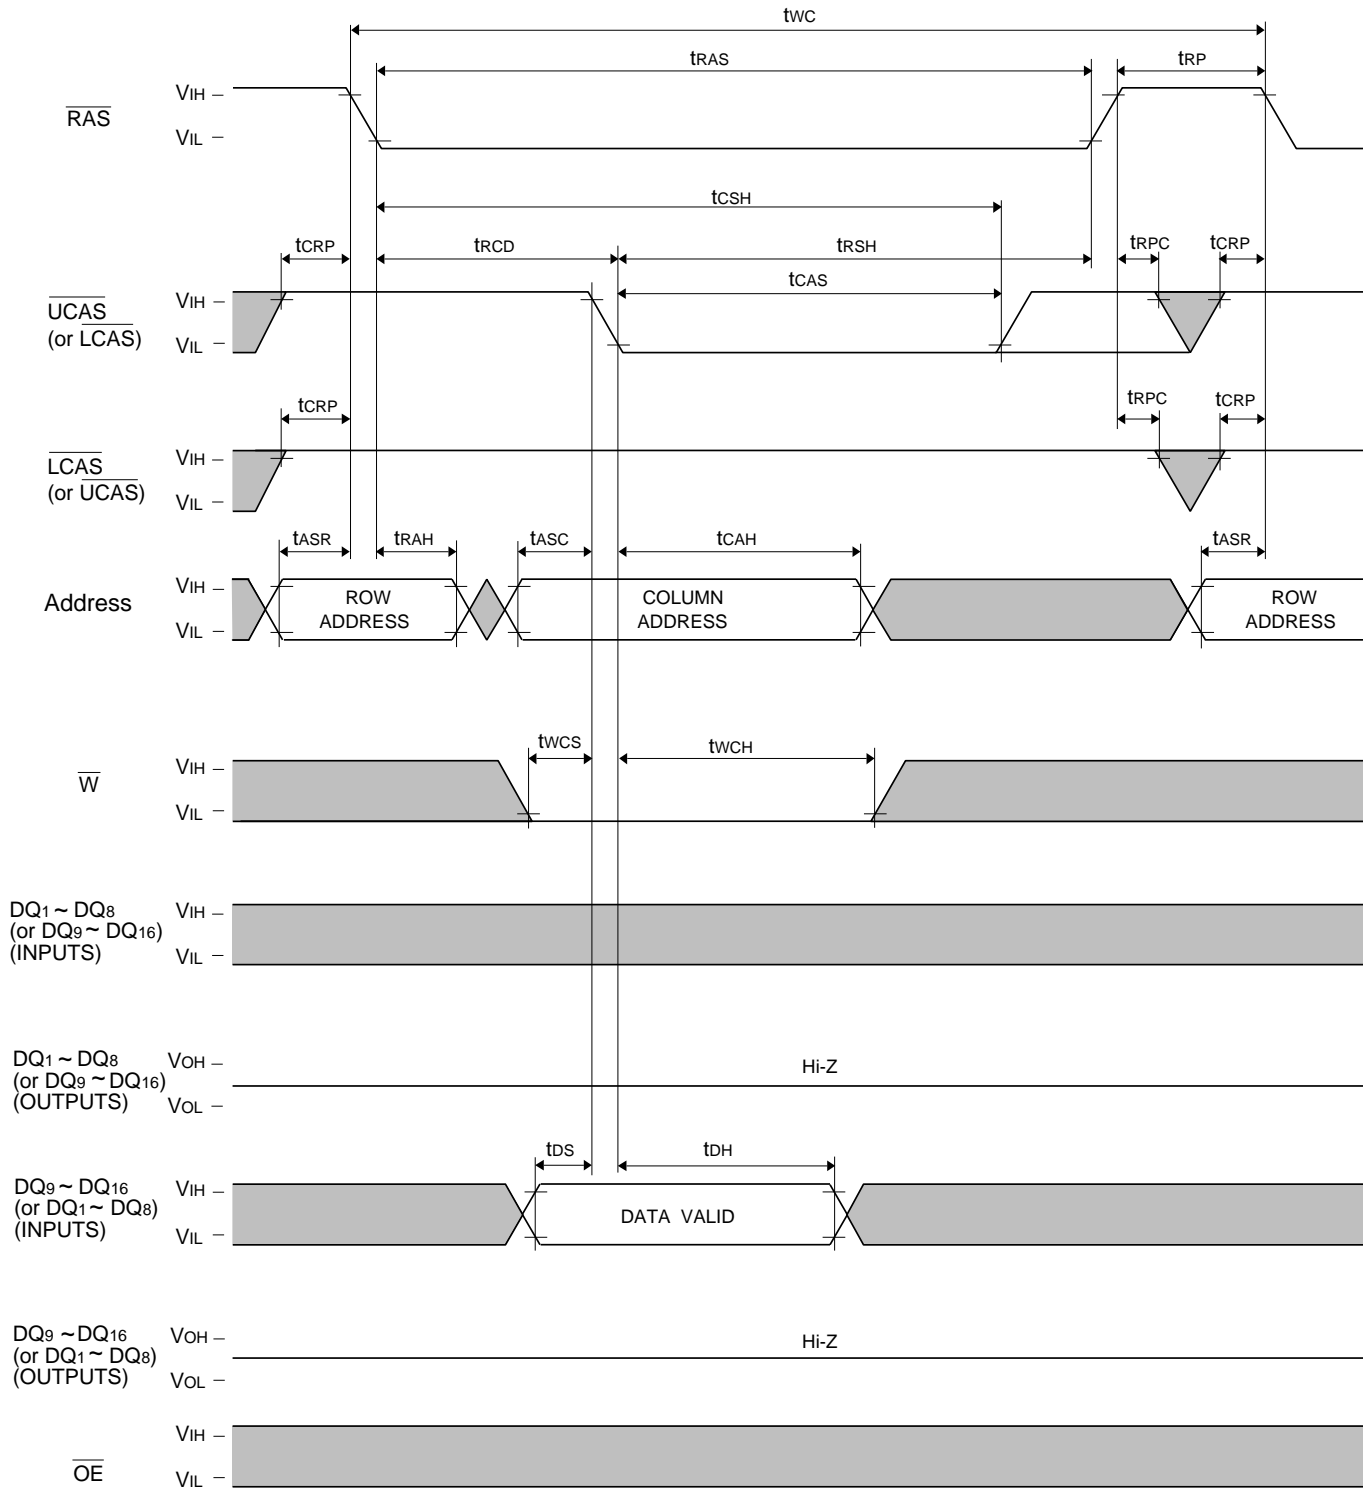 tWC
tRAS
tRP
VIH
RAS
VIL
tCSH
tCRP
tRCD
tRSH
tRPC
tCRP
tCAS
VIH
UCAS
(or LCAS)
VIL
tCRP
tRPC
tCRP
VIH
LCAS
(or UCAS)
VIL
tASR
tRAH
tASC
tCAH
tASR
VIH
Address
VIL
ROW
ADDRESS
COLUMN
ADDRESS
ROW
ADDRESS
tWCS
tWCH
VIH
W
VIL
DQ1 ~ DQ8
(or DQ9 ~ DQ16)
(INPUTS)
VIH
VIL
DQ1 ~ DQ8
(or DQ9 ~ DQ16)
(OUTPUTS)
VOH
VOL
Hi-Z
tDS
tDH
DQ9 ~ DQ16
(or DQ1 ~ DQ8)
(INPUTS)
VIH
VIL
DATA VALID
DQ9 ~ DQ16
(or DQ1 ~ DQ8)
(OUTPUTS)
VOH
VOL
Hi-Z
VIH
OE
VIL